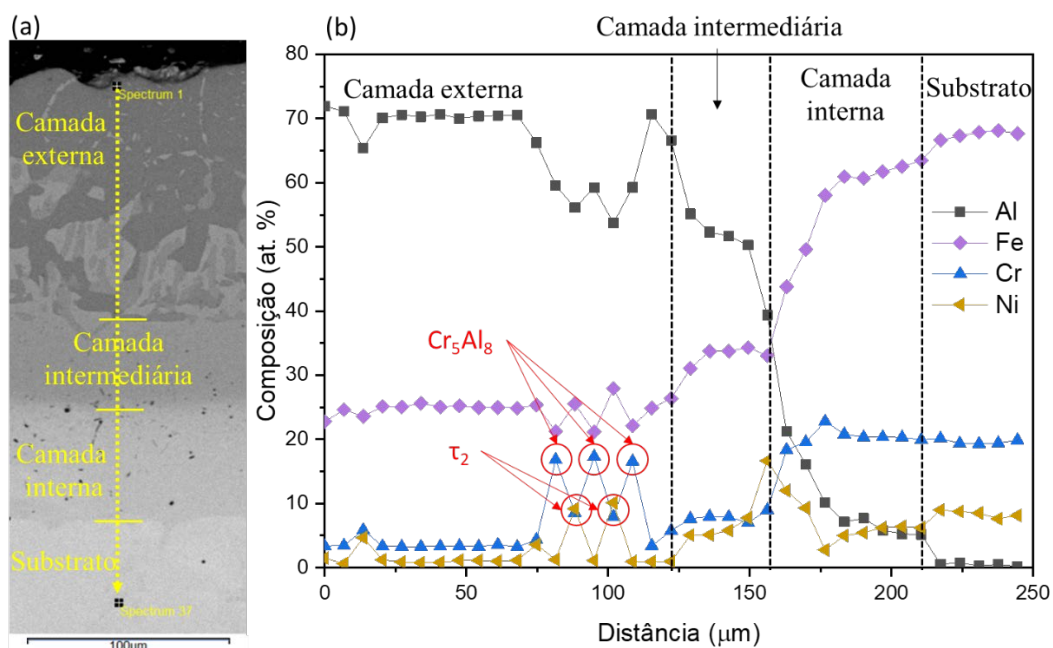 (a)
Spectrum 1
Camada
externa
Camada
intermediária
Camada
interna
Substrato
Spectrum 37
100µm
(b)
Camada intermediária
Camada externa
Camada
interna
Substrato
Composição (at. %)
80
70
60
50
40
30
20
10
0
Cr₅Al₈
τ₂
Al
Fe
Cr
Ni
0
50
100
150
200
250
Distância (µm)